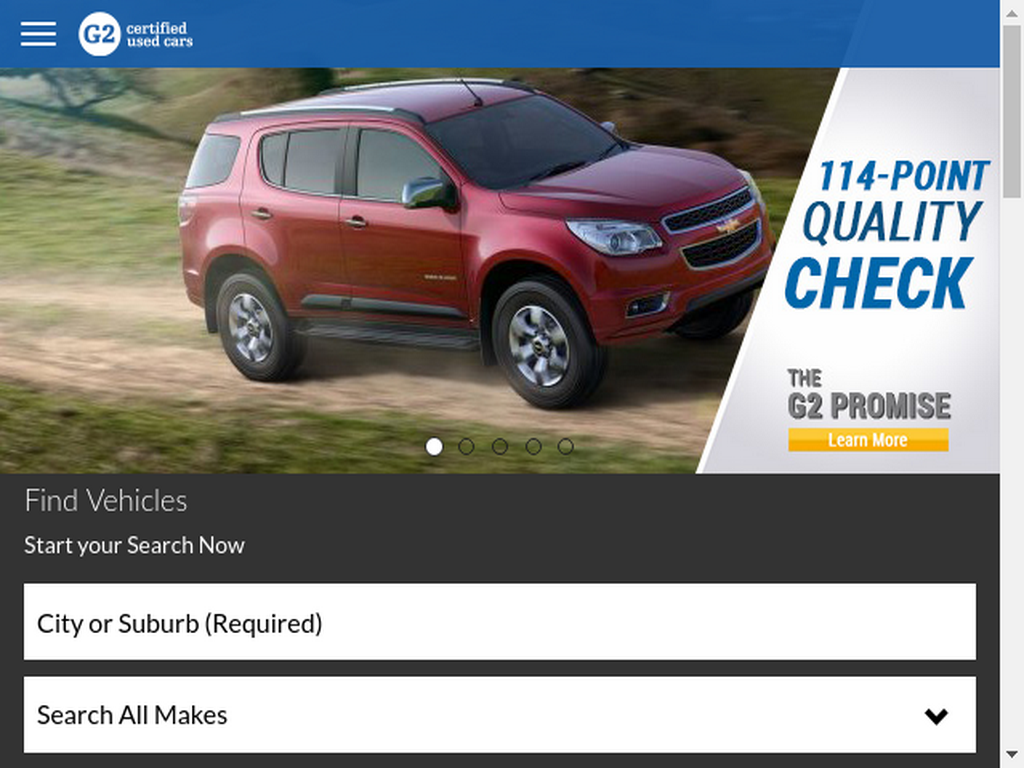 G2 certified
used cars
114-POINT
QUALITY
CHECK
THE
G2 PROMISE
Learn More
Find Vehicles
Start your Search Now
City or Suburb (Required)
Search All Makes